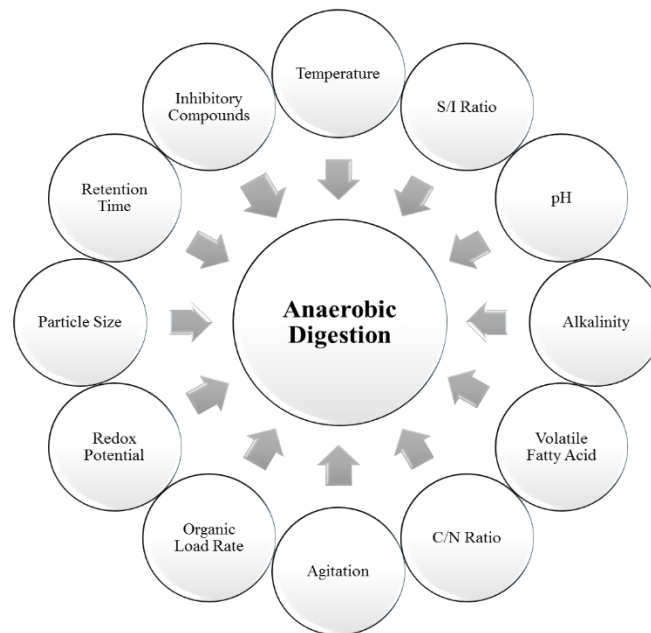 Temperature
S/I Ratio
pH
Alkalinity
Volatile
Fatty Acid
C/N Ratio
Agitation
Organic
Load Rate
Redox
Potential
Particle Size
Retention
Time
Inhibitory
Compounds
Anaerobic
Digestion